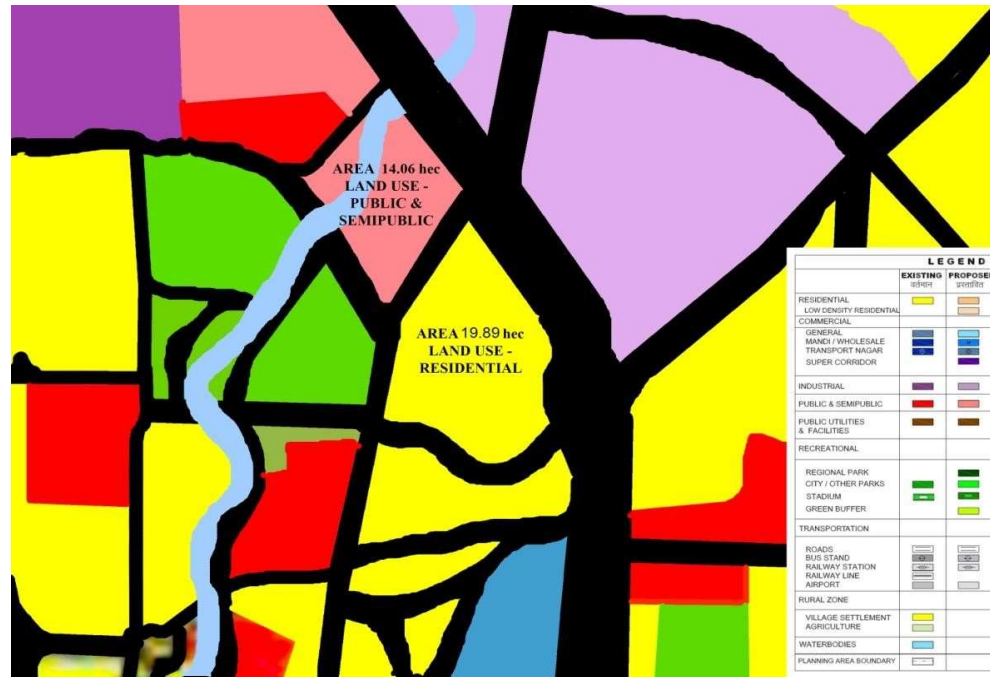 AREA 14.06 hec
LAND USE -
PUBLIC &
SEMIPUBLIC
AREA 19.89 hec
LAND USE -
RESIDENTIAL
LEGEND
EXISTING PROPOSED
वर्तमान प्रस्तावित
RESIDENTIAL
LOW DENSITY RESIDENTIAL
COMMERCIAL
GENERAL
MANDI / WHOLESALE
TRANSPORT NAGAR
SUPER CORRIDOR
INDUSTRIAL
PUBLIC & SEMIPUBLIC
PUBLIC UTILITIES
& FACILITIES
RECREATIONAL
REGIONAL PARK
CITY / OTHER PARKS
STADIUM
GREEN BUFFER
TRANSPORTATION
ROADS
BUS STAND
RAILWAY STATION
RAILWAY LINE
AIRPORT
RURAL ZONE
VILLAGE SETTLEMENT
AGRICULTURE
WATERBODIES
PLANNING AREA BOUNDARY